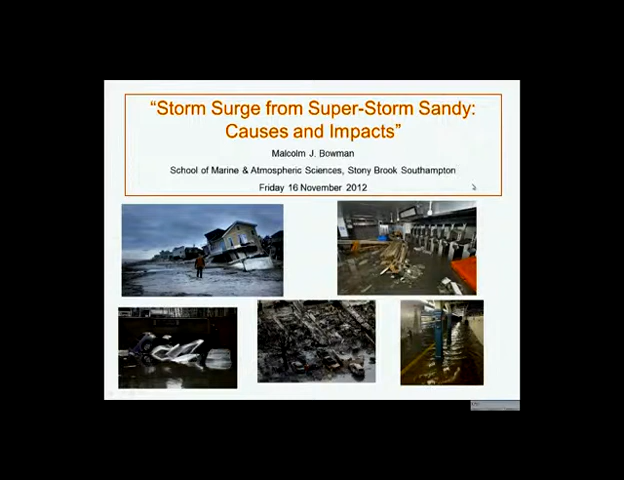 “Storm Surge from Super-Storm Sandy:
Causes and Impacts”
Malcolm J. Bowman
School of Marine & Atmospheric Sciences, Stony Brook Southampton
Friday 16 November 2012